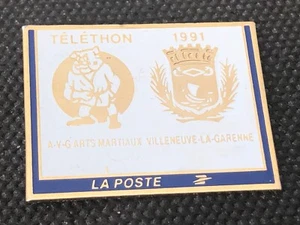 TÉLÉTHON 1991
A-V-G ARTS MARTIAUX VILLENEUVE-LA-GARENNE
LA POSTE